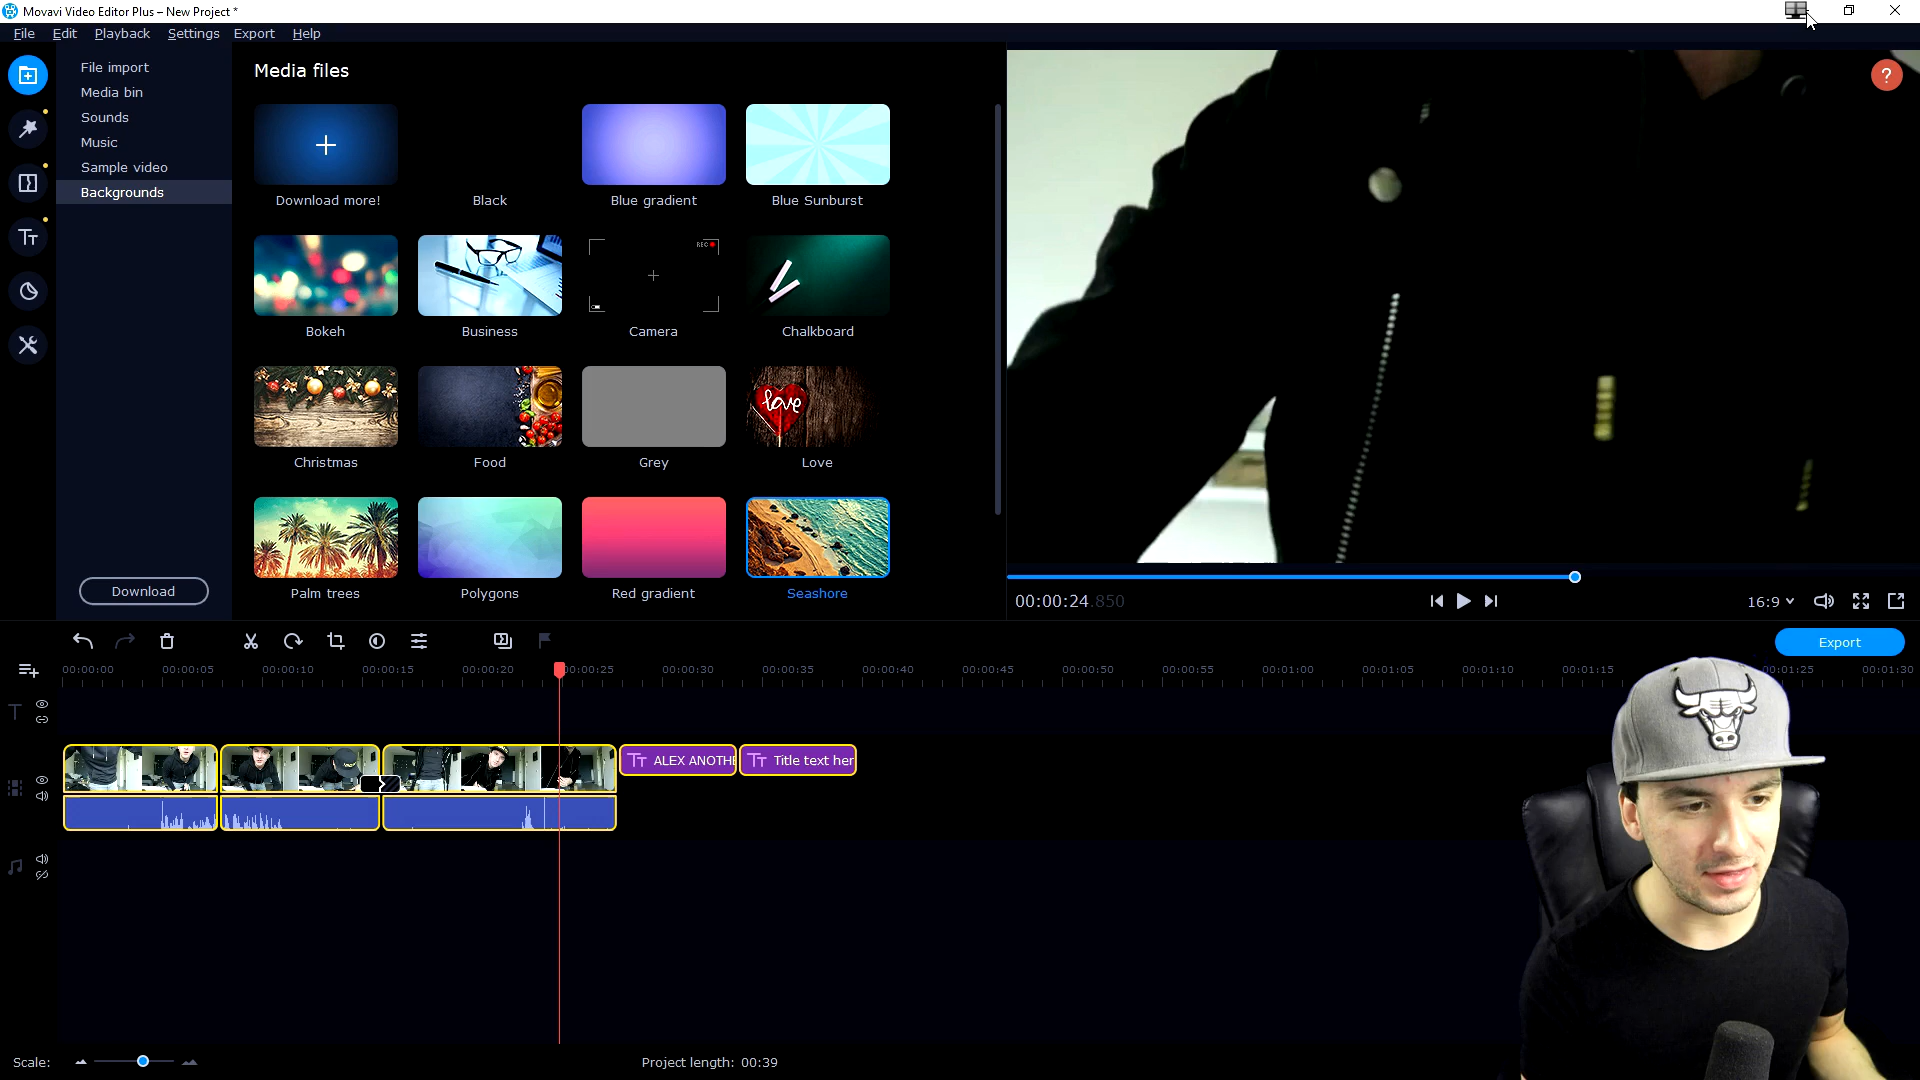 Movavi Video Editor Plus – New Project *
File Edit Playback Settings Export Help
File import
Media bin
Sounds
Music
Sample video
Backgrounds
Download
Media files
Download more!
Black
Blue gradient
Blue Sunburst
Bokeh
Business
REC
Camera
Chalkboard
Christmas
Food
Grey
love
Love
Palm trees
Polygons
Red gradient
Seashore
?
00:00:24.850
16:9
Export
00:00:00 00:00:05 00:00:10 00:00:15 00:00:20 00:00:25 00:00:30 00:00:35 00:00:40 00:00:45 00:00:50 00:00:55 00:01:00 00:01:05 00:01:10 00:01:15 00:01:25 00:01:30
Tт ALEX ANOTHE
Tт Title text her
Scale:
Project length: 00:39